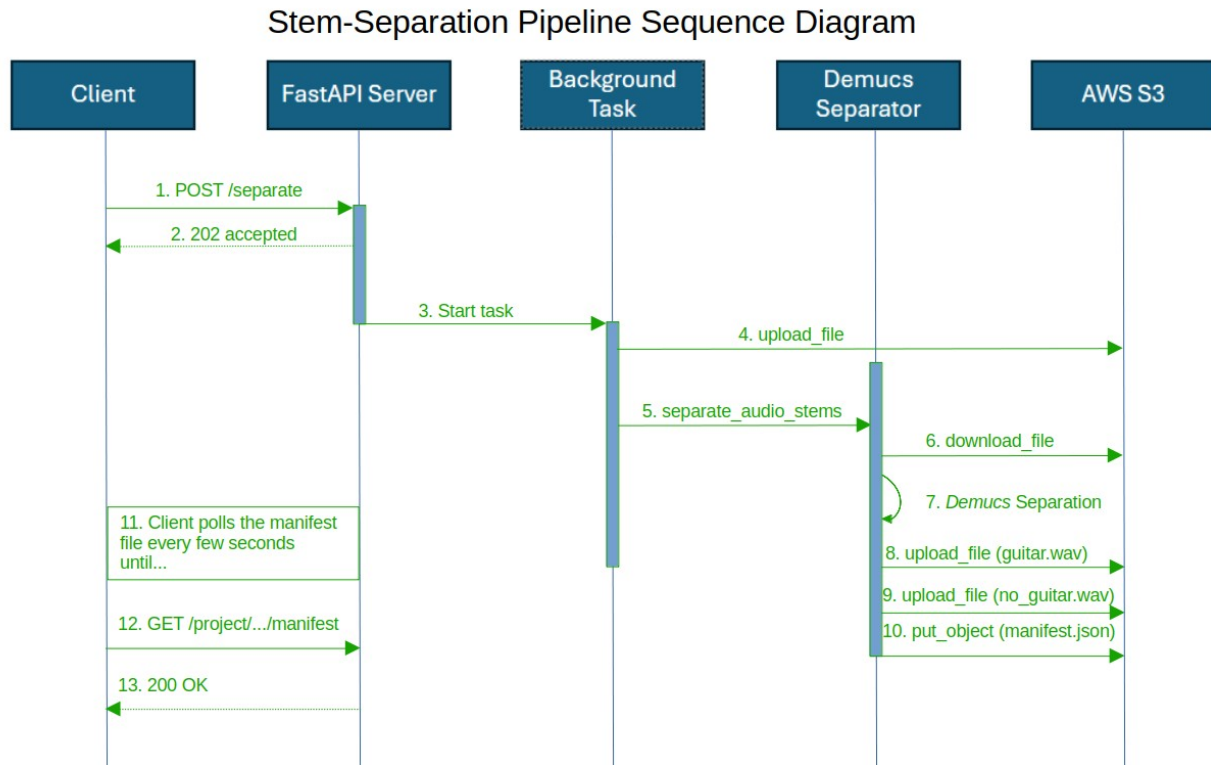 Stem-Separation Pipeline Sequence Diagram
Client
FastAPI Server
Background
Task
Demucs
Separator
AWS S3
1. POST /separate
2. 202 accepted
3. Start task
4. upload_file
5. separate_audio_stems
6. download_file
7. Demucs Separation
8. upload_file (guitar.wav)
9. upload_file (no_guitar.wav)
10. put_object (manifest.json)
11. Client polls the manifest
file every few seconds
until...
12. GET /project/.../manifest
13. 200 OK